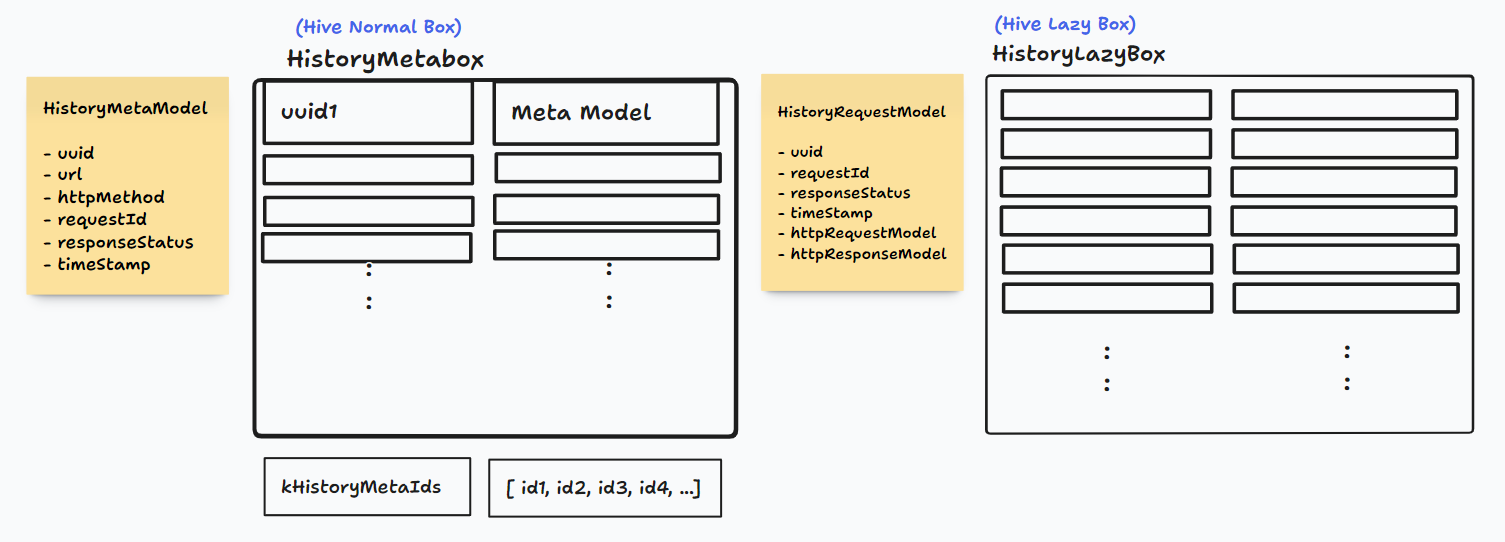 (Hive Normal Box)
HistoryMetabox
HistoryMetaModel
- uuid
- url
- httpMethod
- requestId
- responseStatus
- timeStamp
uuid1
Meta Model
:
:
:
:
kHistoryMetaIds
[ id1, id2, id3, id4, ...]
(Hive Lazy Box)
HistoryLazyBox
HistoryRequestModel
- uuid
- requestId
- responseStatus
- timeStamp
- httpRequestModel
- httpResponseModel
:
:
:
: